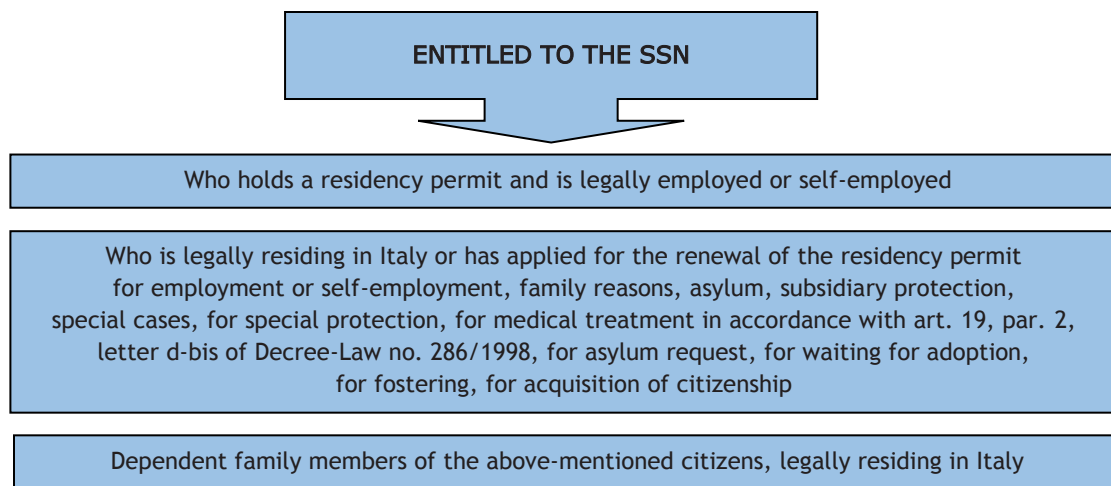 ENTITLED TO THE SSN
Who holds a residency permit and is legally employed or self-employed
Who is legally residing in Italy or has applied for the renewal of the residency permit
for employment or self-employment, family reasons, asylum, subsidiary protection,
special cases, for special protection, for medical treatment in accordance with art. 19, par. 2,
letter d-bis of Decree-Law no. 286/1998, for asylum request, for waiting for adoption,
for fostering, for acquisition of citizenship
Dependent family members of the above-mentioned citizens, legally residing in Italy